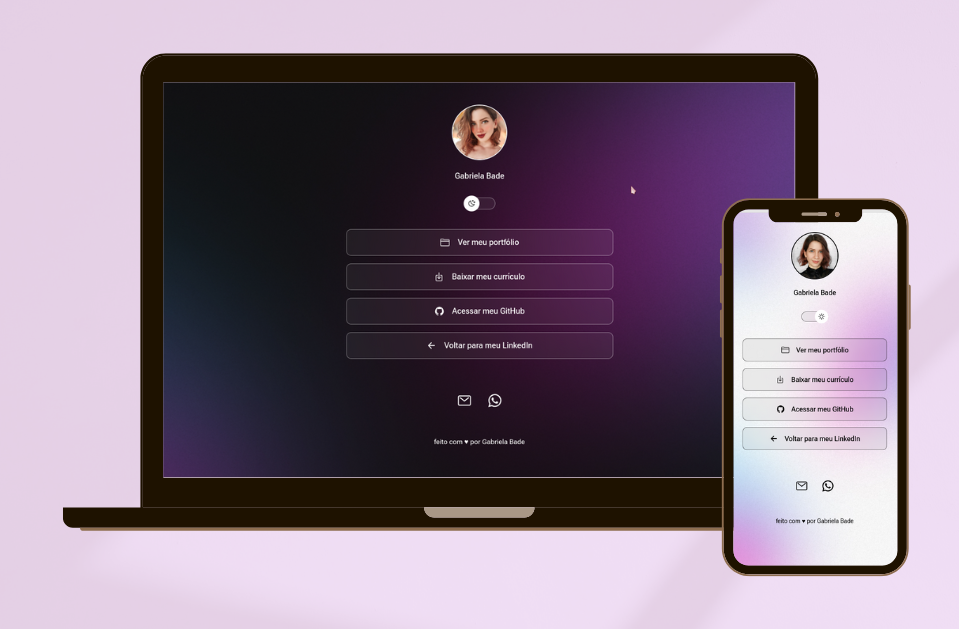 Gabriela Bade
Ver meu portfólio
Baixar meu currículo
Acessar meu GitHub
Voltar para meu LinkedIn
feito com ♥ por Gabriela Bade
Gabriela Bade
Ver meu portfólio
Baixar meu currículo
Acessar meu GitHub
Voltar para meu LinkedIn
feito com ♥ por Gabriela Bade